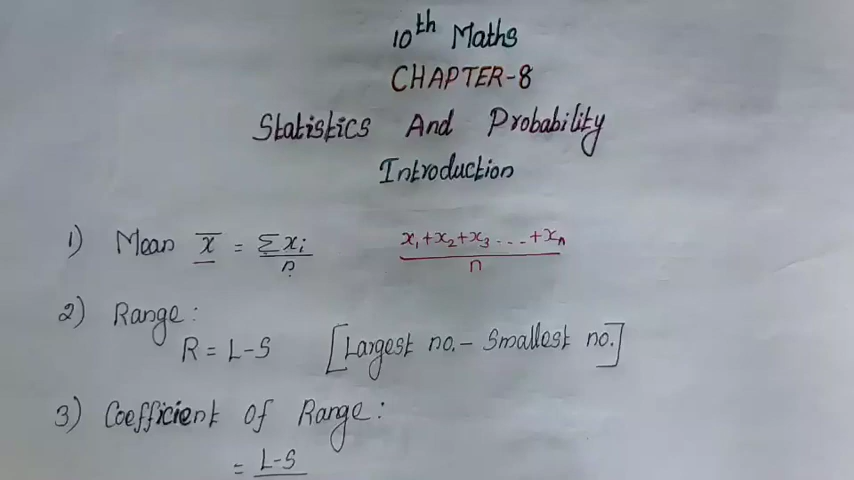 10th Maths
CHAPTER-8
Statistics And Probability
Introduction
1) Mean x̅ = Σxi/n (x1+x2+x3....+xn)/n
2) Range:
R = L-S [Largest no.- Smallest no.]
3) Coefficient of Range:
= L-S